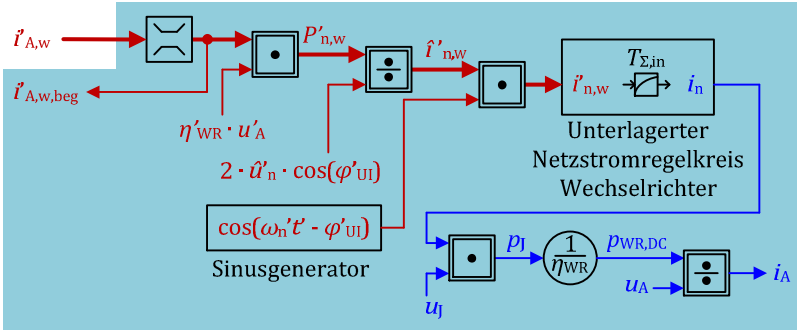 i'A,w
i'A,w,beg
P'n,w
î'n,w
η'WR · u'A
2 · û'n · cos(φ'UI)
i'n,w
TΣ,in
in
Unterlagerter
Netzstromregelkreis
Wechselrichter
cos(ωn't' - φ'UI)
Sinusgenerator
uJ
pJ
1
ηWR
pWR,DC
uA
iA